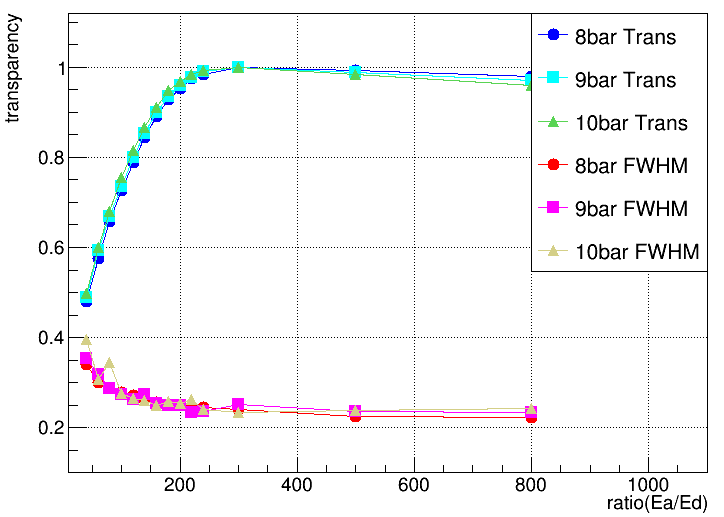 transparency
1
0.8
0.6
0.4
0.2
200
400
600
800
1000
ratio(Ea/Ed)
8bar Trans
9bar Trans
10bar Trans
8bar FWHM
9bar FWHM
10bar FWHM